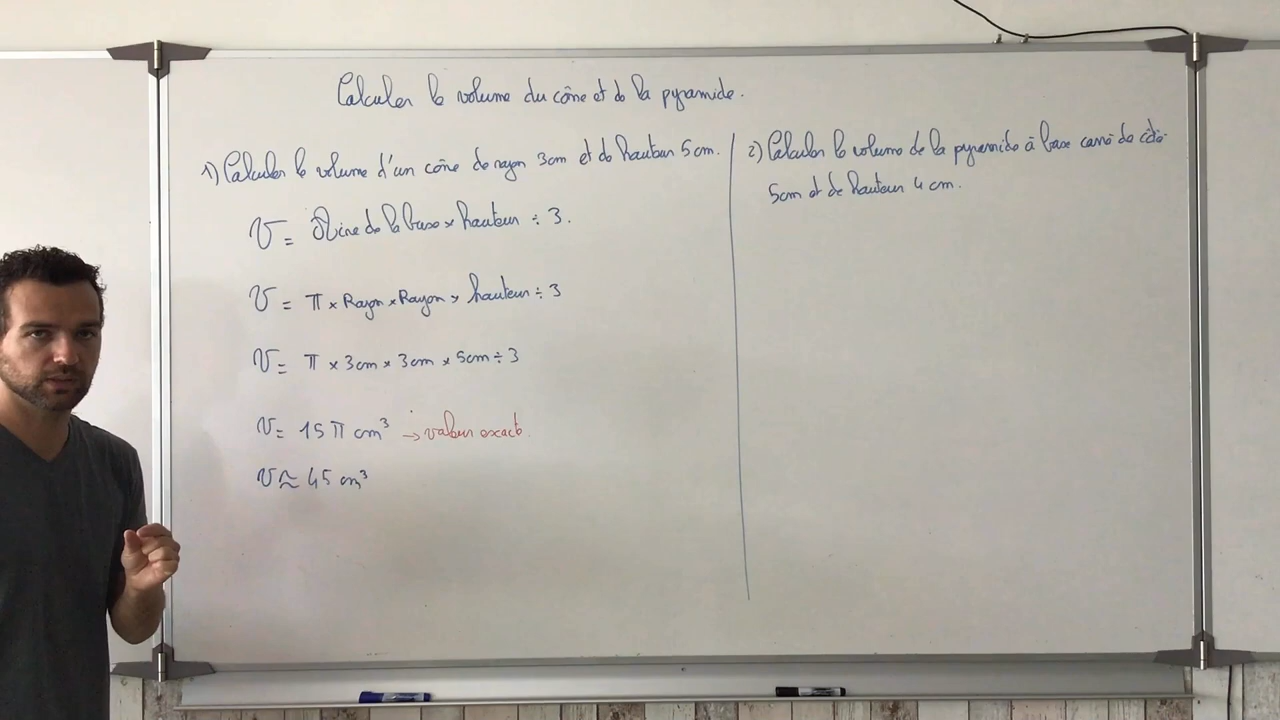 Calculer le volume du cône et de la pyramide.
1) Calculer le volume d'un cône de rayon 3cm et de hauteur 5cm.
V = Aire de la base × hauteur ÷ 3.
V = π × Rayon × Rayon × hauteur ÷ 3
V = π × 3cm × 3cm × 5cm ÷ 3
V = 15 π cm³ → valeur exacte
V ≈ 45 cm³
2) Calculer le volume de la pyramide à base carré de côté
5cm et de hauteur 4 cm.